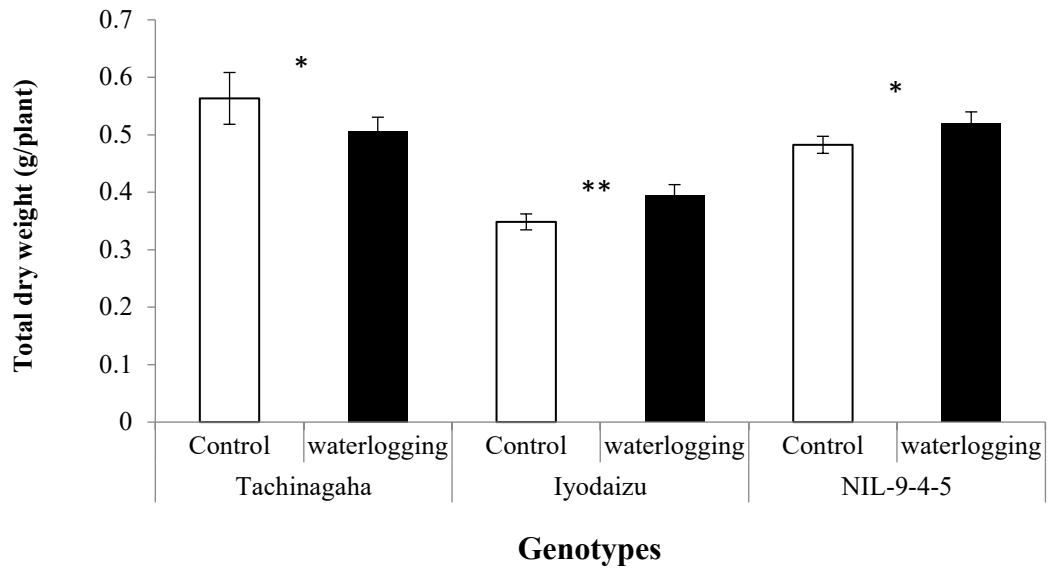 Total dry weight (g/plant)
0.7
0.6
0.5
0.4
0.3
0.2
0.1
0
*
**
*
Control
waterlogging
Control
waterlogging
Control
waterlogging
Tachinagaha
Iyodaizu
NIL-9-4-5
Genotypes